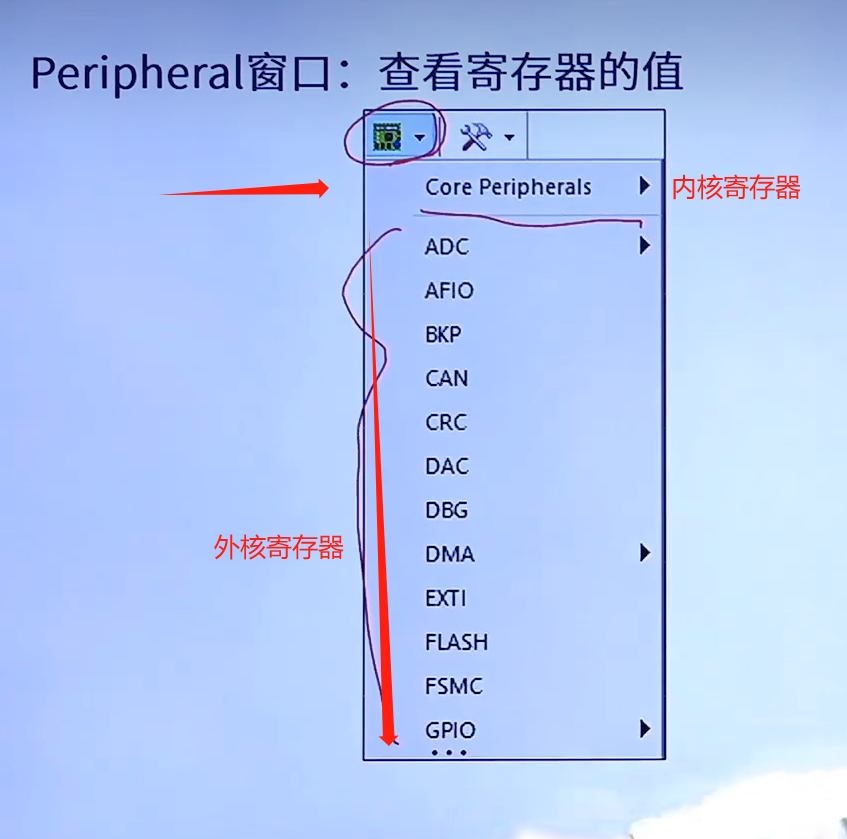 Peripheral窗口：查看寄存器的值
Core Peripherals
内核寄存器
ADC
AFIO
BKP
CAN
CRC
DAC
DBG
外核寄存器
DMA
EXTI
FLASH
FSMC
GPIO
...